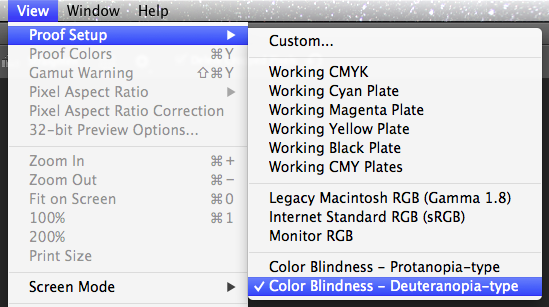 View Window Help
Proof Setup ▶
Proof Colors ⌘Y
Gamut Warning ⇧⌘Y
Pixel Aspect Ratio ▶
Pixel Aspect Ratio Correction
32-bit Preview Options...
Zoom In ⌘+
Zoom Out ⌘−
Fit on Screen ⌘0
100% ⌘1
200%
Print Size
Screen Mode ▶
Custom...
Working CMYK
Working Cyan Plate
Working Magenta Plate
Working Yellow Plate
Working Black Plate
Working CMY Plates
Legacy Macintosh RGB (Gamma 1.8)
Internet Standard RGB (sRGB)
Monitor RGB
Color Blindness – Protanopia-type
✓ Color Blindness – Deuteranopia-type